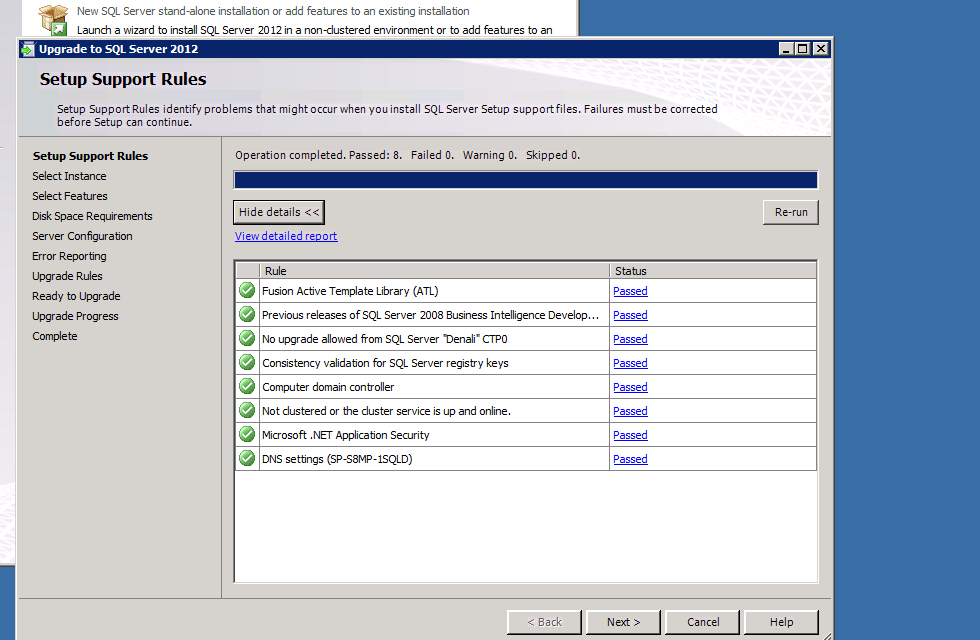 New SQL Server stand-alone installation or add features to an existing installation
Launch a wizard to install SQL Server 2012 in a non-clustered environment or to add features to an
Upgrade to SQL Server 2012
Setup Support Rules
Setup Support Rules identify problems that might occur when you install SQL Server Setup support files. Failures must be corrected
before Setup can continue.
Setup Support Rules
Select Instance
Select Features
Disk Space Requirements
Server Configuration
Error Reporting
Upgrade Rules
Ready to Upgrade
Upgrade Progress
Complete
Operation completed. Passed: 8. Failed 0. Warning 0. Skipped 0.
Hide details <<
Re-run
View detailed report
Rule Status
Fusion Active Template Library (ATL) Passed
Previous releases of SQL Server 2008 Business Intelligence Develop... Passed
No upgrade allowed from SQL Server "Denali" CTP0 Passed
Consistency validation for SQL Server registry keys Passed
Computer domain controller Passed
Not clustered or the cluster service is up and online. Passed
Microsoft .NET Application Security Passed
DNS settings (SP-S8MP-1SQLD) Passed
< Back Next > Cancel Help